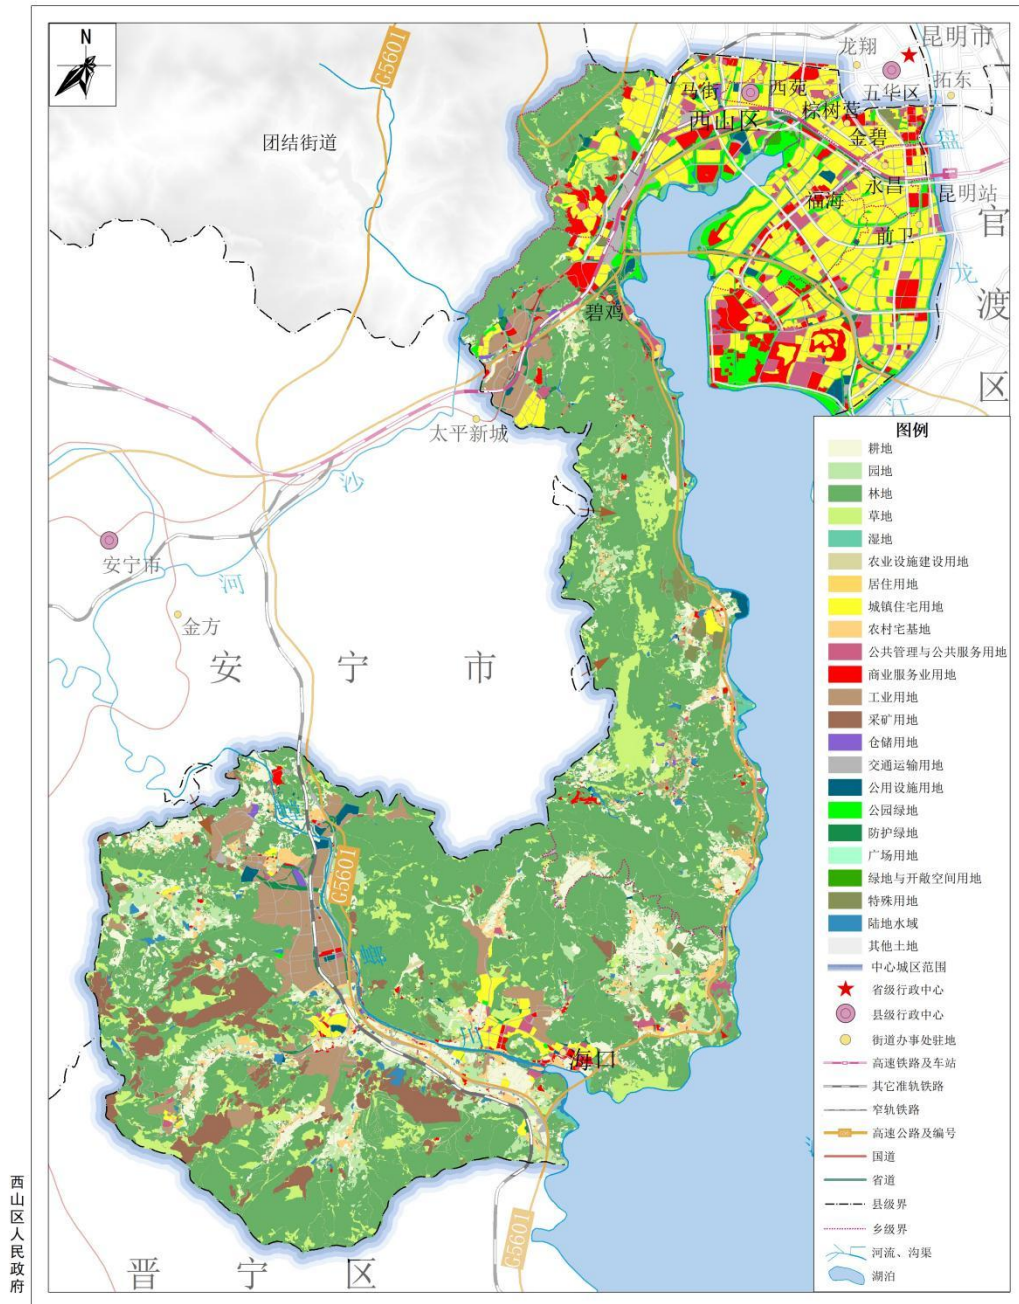 N
G5601
昆明市
龙翔
五华区
拓东
马街
西苑
棕树营
西山区
金碧
盘
永昌
昆明站
福海
官
前卫
龙
渡
团结街道
碧鸡
区
江
太平新城
沙
安宁市
河
金方
安宁市
G5601
海口
G5601
晋宁区
西山区人民政府
图例
耕地
园地
林地
草地
湿地
农业设施建设用地
居住用地
城镇住宅用地
农村宅基地
公共管理与公共服务用地
商业服务业用地
工业用地
采矿用地
仓储用地
交通运输用地
公用设施用地
公园绿地
防护绿地
广场用地
绿地与开敞空间用地
特殊用地
陆地水域
其他土地
中心城区范围
省级行政中心
县级行政中心
街道办事处驻地
高速铁路及车站
其它准轨铁路
窄轨铁路
高速公路及编号
国道
省道
县级界
乡级界
河流、沟渠
湖泊